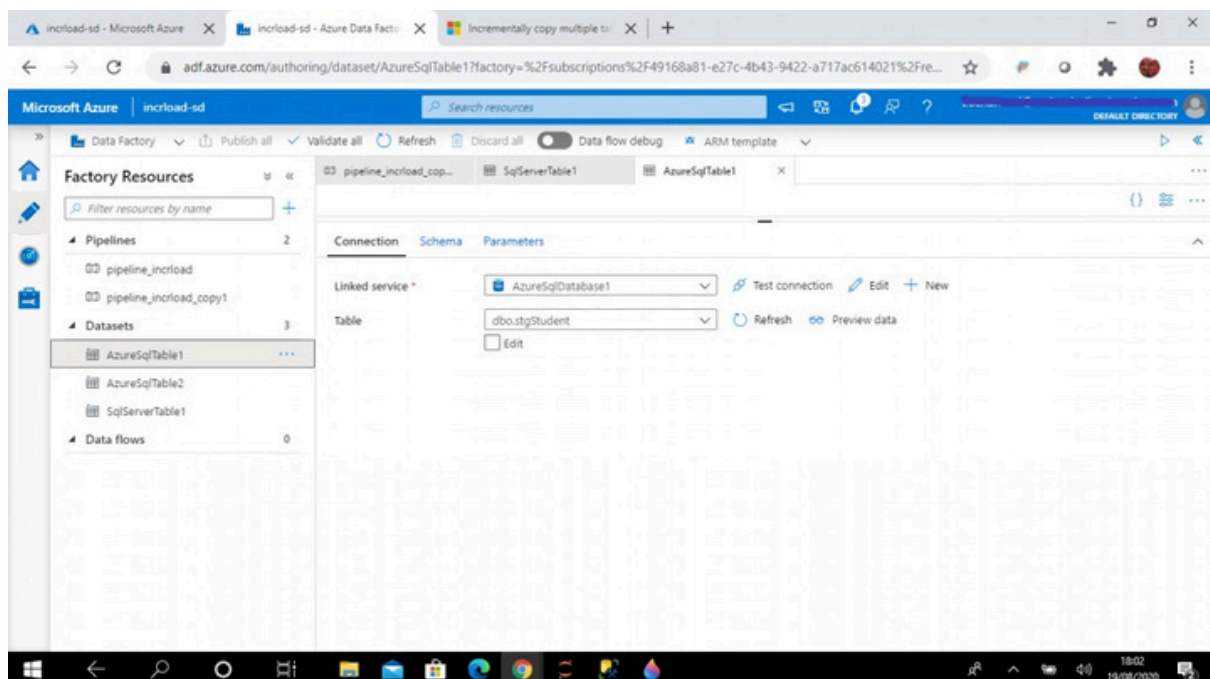 incrload-sd - Microsoft Azure
incrload-sd - Azure Data Facto
Incrementally copy multiple ta
adf.azure.com/authoring/dataset/AzureSqlTable1?factory=%2Fsubscriptions%2F49168a81-e27c-4b43-9422-a717ac614021%2Fre...
Microsoft Azure | incrload-sd
Search resources
3
?
DEFAULT DIRECTORY
Data Factory
Publish all
Validate all
Refresh
Discard all
Data flow debug
ARM template
Factory Resources
pipeline_incrload_cop...
SqlServerTable1
AzureSqlTable1
Filter resources by name
Pipelines 2
pipeline_incrload
pipeline_incrload_copy1
Datasets 3
AzureSqlTable1
AzureSqlTable2
SqlServerTable1
Data flows 0
Connection Schema Parameters
Linked service *
AzureSqlDatabase1
Test connection
Edit
New
Table
dbo.stgStudent
Refresh
Preview data
Edit
18:02
19/08/2020